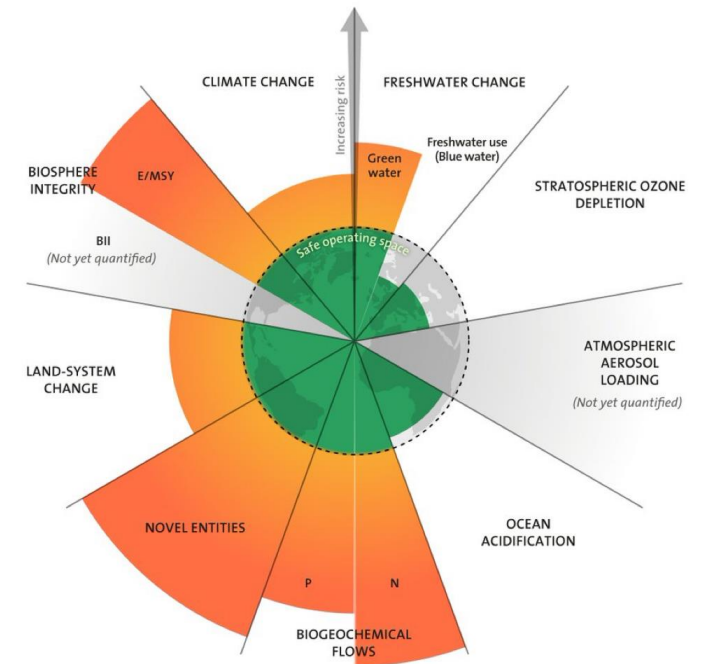 CLIMATE CHANGE
Increasing risk
FRESHWATER CHANGE
Green
water
Freshwater use
(Blue water)
STRATOSPHERIC OZONE
DEPLETION
ATMOSPHERIC
AEROSOL
LOADING
(Not yet quantified)
OCEAN
ACIDIFICATION
N
P
BIOGEOCHEMICAL
FLOWS
NOVEL ENTITIES
LAND-SYSTEM
CHANGE
BIOSPHERE
INTEGRITY
E/MSY
BII
(Not yet quantified)
Safe operating space